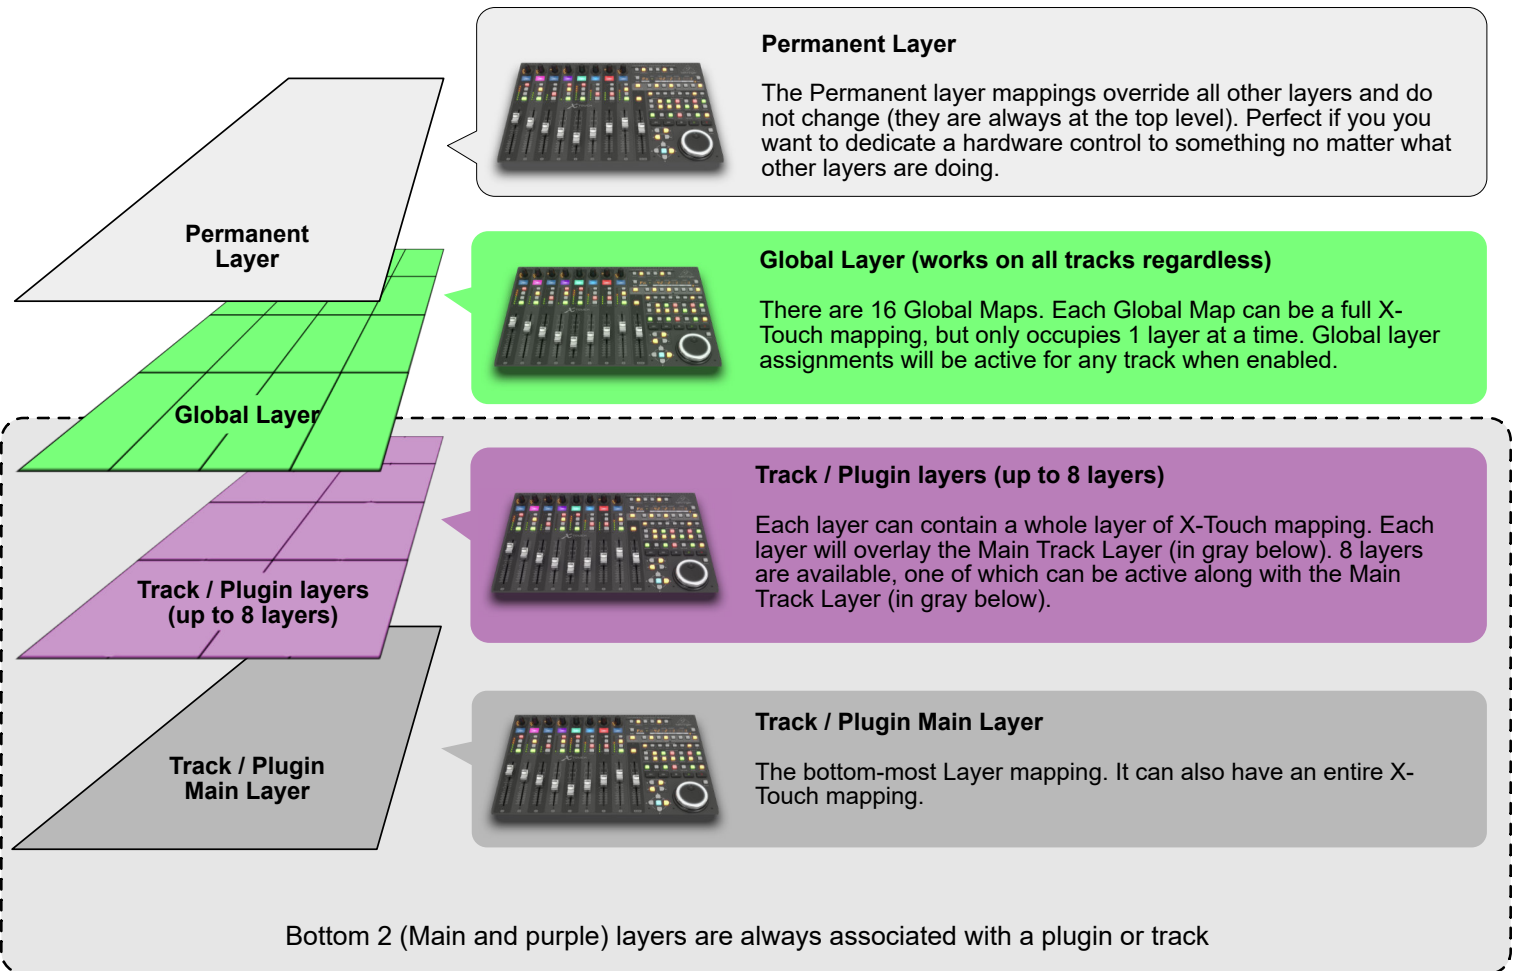 Permanent Layer
The Permanent layer mappings override all other layers and do
not change (they are always at the top level). Perfect if you you
want to dedicate a hardware control to something no matter what
other layers are doing.
Permanent
Layer
Global Layer (works on all tracks regardless)
There are 16 Global Maps. Each Global Map can be a full X-
Touch mapping, but only occupies 1 layer at a time. Global layer
assignments will be active for any track when enabled.
Global Layer
Track / Plugin layers (up to 8 layers)
Each layer can contain a whole layer of X-Touch mapping. Each
layer will overlay the Main Track Layer (in gray below). 8 layers
are available, one of which can be active along with the Main
Track Layer (in gray below).
Track / Plugin layers
(up to 8 layers)
Track / Plugin Main Layer
The bottom-most Layer mapping. It can also have an entire X-
Touch mapping.
Track / Plugin
Main Layer
Bottom 2 (Main and purple) layers are always associated with a plugin or track